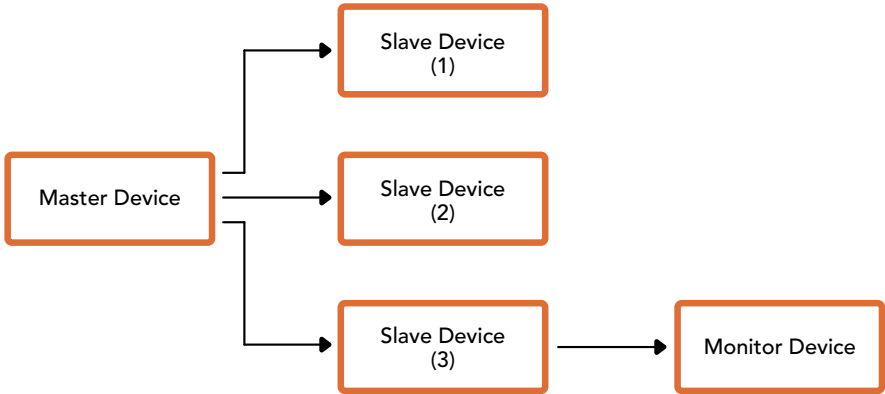 Slave Device
(1)
Master Device
Slave Device
(2)
Slave Device
(3)
Monitor Device